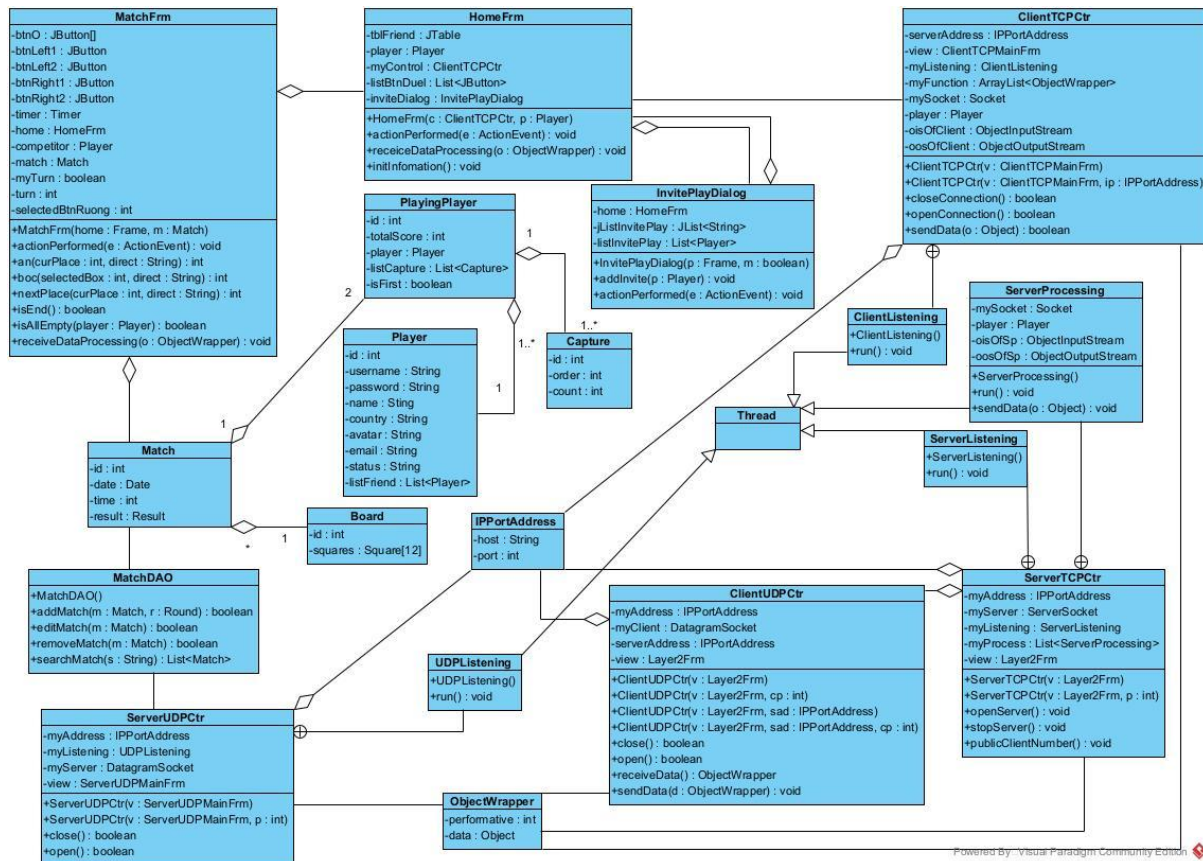 MatchFrm
-btnO : JButton[]
-btnLeft1 : JButton
-btnLeft2 : JButton
-btnRight1 : JButton
-btnRight2 : JButton
-timer : Timer
-home : HomeFrm
-competitor : Player
-match : Match
-myTurn : boolean
-turn : int
-selectedBtnRuong : int
+MatchFrm(home : Frame, m : Match)
+actionPerformed(e : ActionEvent) : void
+an(curPlace : int, direct : String) : int
+boc(selectedBox : int, direct : String) : int
+nextPlace(curPlace : int, direct : String) : int
+isEnd() : boolean
+isAllEmpty(player : Player) : boolean
+receiveDataProcessing(o : ObjectWrapper) : void
HomeFrm
-tblFriend : JTable
-player : Player
-myControl : ClientTCPCtr
-listBtnDuel : List<JButton>
-inviteDialog : InvitePlayDialog
+HomeFrm(c : ClientTCPCtr, p : Player)
+actionPerformed(e : ActionEvent) : void
+receiceDataProcessing(o : ObjectWrapper) : void
+initInfomation() : void
ClientTCPCtr
-serverAddress : IPPortAddress
-view : ClientTCPMainFrm
-myListening : ClientListening
-myFunction : ArrayList<ObjectWrapper>
-mySocket : Socket
-player : Player
-oisOfClient : ObjectInputStream
-oosOfClient : ObjectOutputStream
+ClientTCPCtr(v : ClientTCPMainFrm)
+ClientTCPCtr(v : ClientTCPMainFrm, ip : IPPortAddress)
+closeConnection() : boolean
+openConnection() : boolean
+sendData(o : Object) : boolean
InvitePlayDialog
-home : HomeFrm
-jListInvitePlay : JList<String>
-listInvitePlay : List<Player>
+InvitePlayDialog(p : Frame, m : boolean)
+addInvite(p : Player) : void
+actionPerformed(e : ActionEvent) : void
PlayingPlayer
-id : int
-totalScore : int
-player : Player
-listCapture : List<Capture>
-isFirst : boolean
1
2
1..*
1..*
1
1
Player
-id : int
-username : String
-password : String
-name : Sting
-country : String
-avatar : String
-email : String
-status : String
-listFriend : List<Player>
Capture
-id : int
-order : int
-count : int
ClientListening
+ClientListening()
+run() : void
ServerProcessing
-mySocket : Socket
-player : Player
-oisOfSp : ObjectInputStream
-oosOfSp : ObjectOutputStream
+ServerProcessing()
+run() : void
+sendData(o : Object) : void
Thread
ServerListening
+ServerListening()
+run() : void
Match
-id : int
-date : Date
-time : int
-result : Result
*
1
Board
-id : int
-squares : Square[12]
IPPortAddress
-host : String
-port : int
MatchDAO
+MatchDAO()
+addMatch(m : Match, r : Round) : boolean
+editMatch(m : Match) : boolean
+removeMatch(m : Match) : boolean
+searchMatch(s : String) : List<Match>
ClientUDPCtr
-myAddress : IPPortAddress
-myClient : DatagramSocket
-serverAddress : IPPortAddress
-view : Layer2Frm
+ClientUDPCtr(v : Layer2Frm)
+ClientUDPCtr(v : Layer2Frm, cp : int)
+ClientUDPCtr(v : Layer2Frm, sad : IPPortAddress)
+ClientUDPCtr(v : Layer2Frm, sad : IPPortAddress, cp : int)
+close() : boolean
+open() : boolean
+receiveData() : ObjectWrapper
+sendData(d : ObjectWrapper) : void
ServerTCPCtr
-myAddress : IPPortAddress
-myServer : ServerSocket
-myListening : ServerListening
-myProcess : List<ServerProcessing>
-view : Layer2Frm
+ServerTCPCtr(v : Layer2Frm)
+ServerTCPCtr(v : Layer2Frm, p : int)
+openServer() : void
+stopServer() : void
+publicClientNumber() : void
UDPListening
+UDPListening()
+run() : void
ServerUDPCtr
-myAddress : IPPortAddress
-myListening : UDPListening
-myServer : DatagramSocket
-view : ServerUDPMainFrm
+ServerUDPCtr(v : ServerUDPMainFrm)
+ServerUDPCtr(v : ServerUDPMainFrm, p : int)
+close() : boolean
+open() : boolean
ObjectWrapper
-performative : int
-data : Object
Powered By Visual Paradigm Community Edition